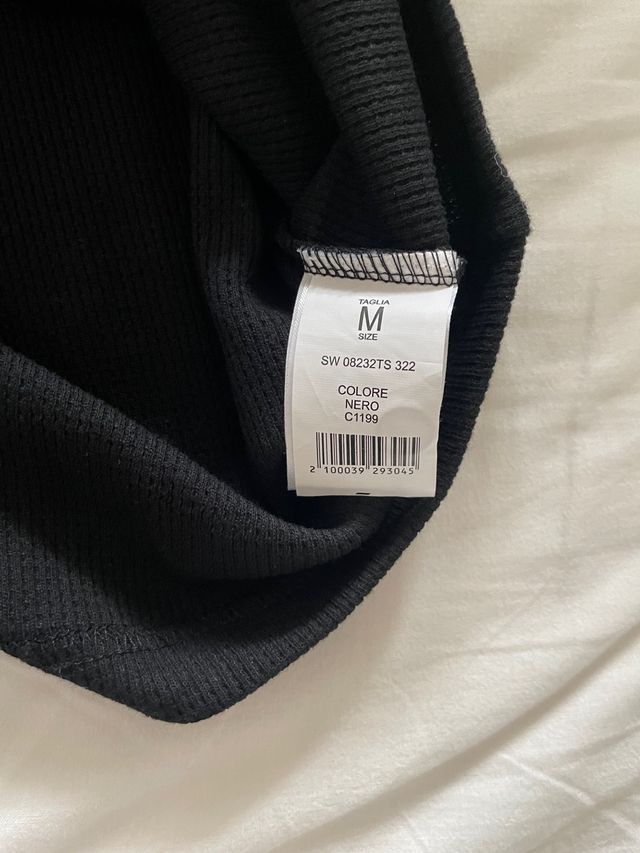 TAGLIA
M
SIZE
SW 08232TS 322
COLORE
NERO
C1199
2 100039 293045